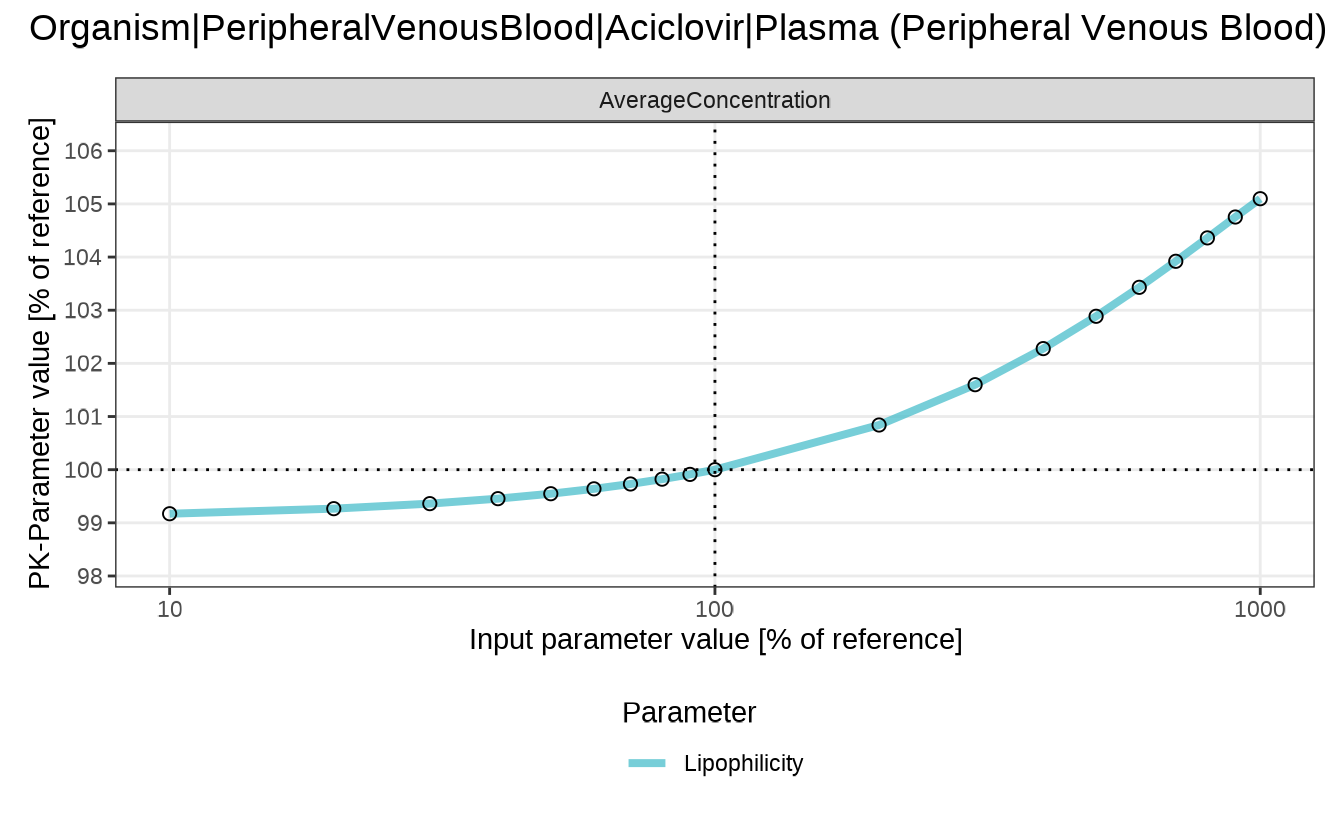 Organism|PeripheralVenousBlood|Aciclovir|Plasma (Peripheral Venous Blood)
AverageConcentration
PK-Parameter value [% of reference]
106
105
104
103
102
101
100
99
98
10
100
1000
Input parameter value [% of reference]
Parameter
Lipophilicity